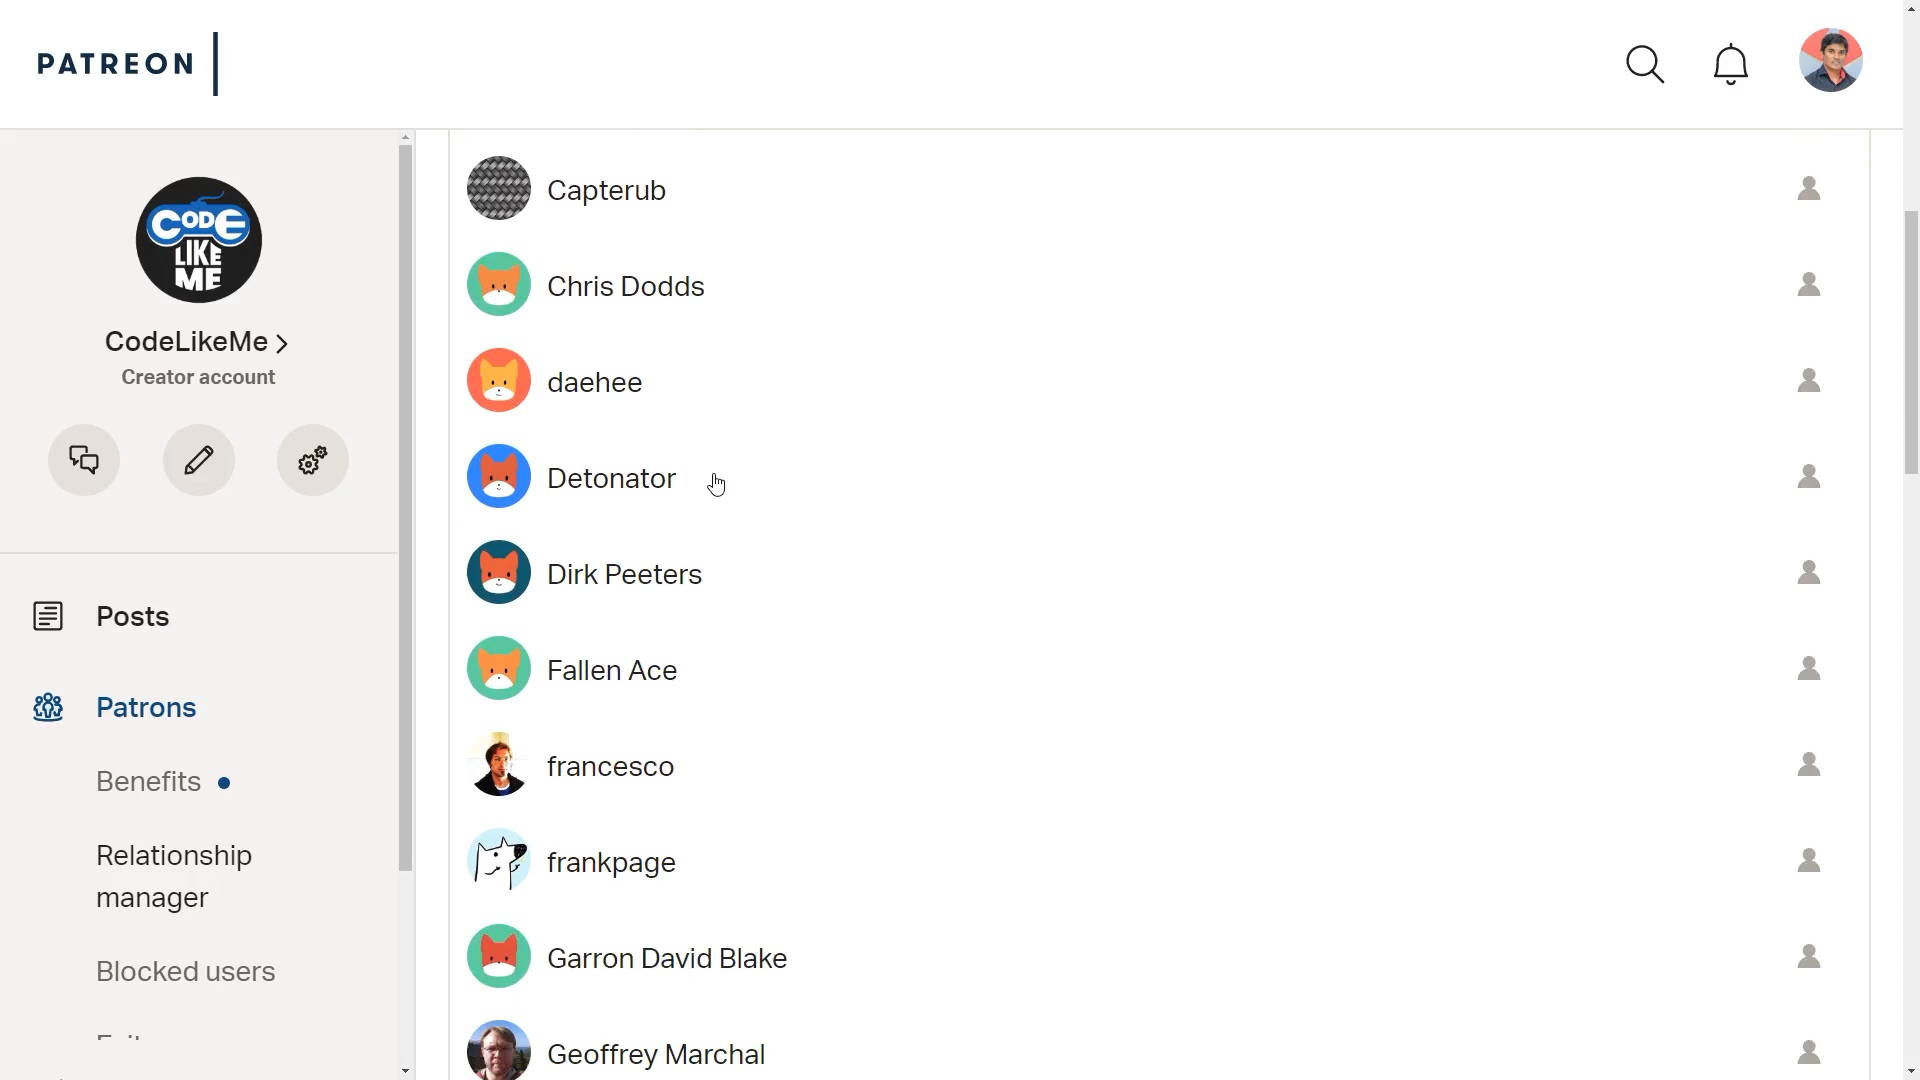 PATREON
CODE
LIKE
ME
CodeLikeMe
Creator account
Posts
Patrons
Benefits
Relationship
manager
Blocked users
Capterub
Chris Dodds
daehee
Detonator
Dirk Peeters
Fallen Ace
francesco
frankpage
Garron David Blake
Geoffrey Marchal